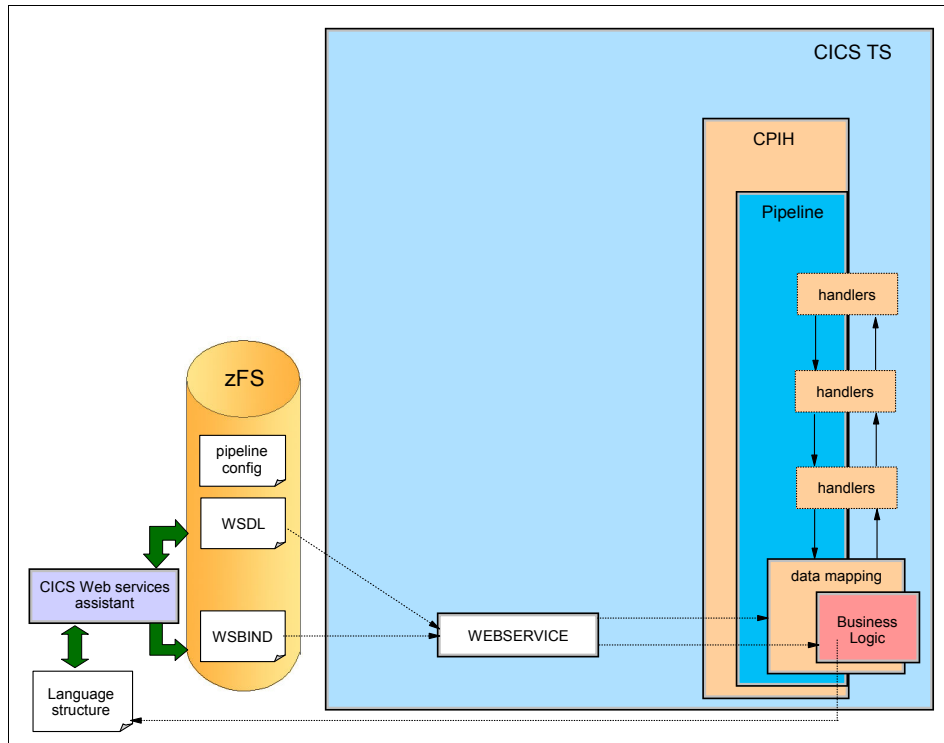 CICS TS
CPIH
Pipeline
handlers
handlers
handlers
data mapping
Business
Logic
zFS
pipeline
config
WSDL
WSBIND
CICS Web services
assistant
Language
structure
WEBSERVICE